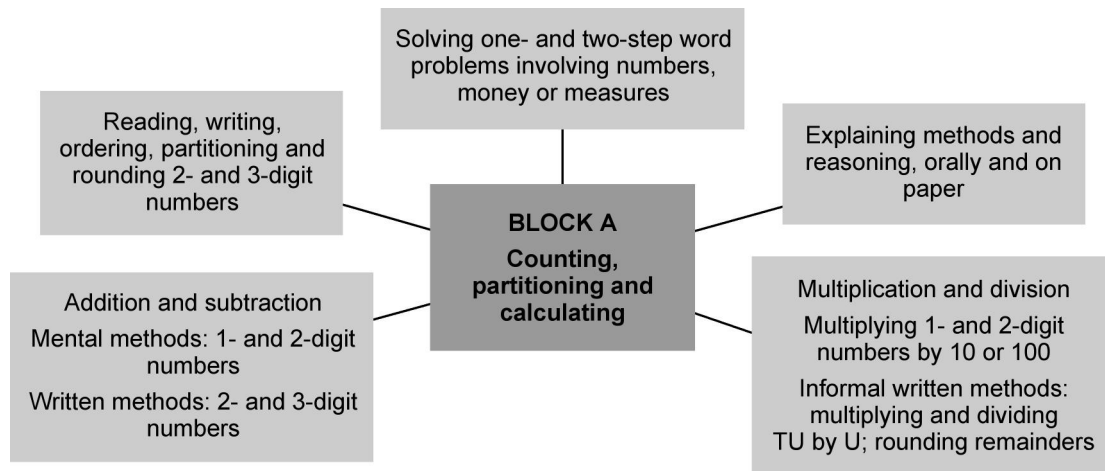 Solving one- and two-step word
problems involving numbers,
money or measures
Reading, writing,
ordering, partitioning and
rounding 2- and 3-digit
numbers
Explaining methods and
reasoning, orally and on
paper
BLOCK A
Counting,
partitioning and
calculating
Addition and subtraction
Mental methods: 1- and 2-digit
numbers
Written methods: 2- and 3-digit
numbers
Multiplication and division
Multiplying 1- and 2-digit
numbers by 10 or 100
Informal written methods:
multiplying and dividing
TU by U; rounding remainders